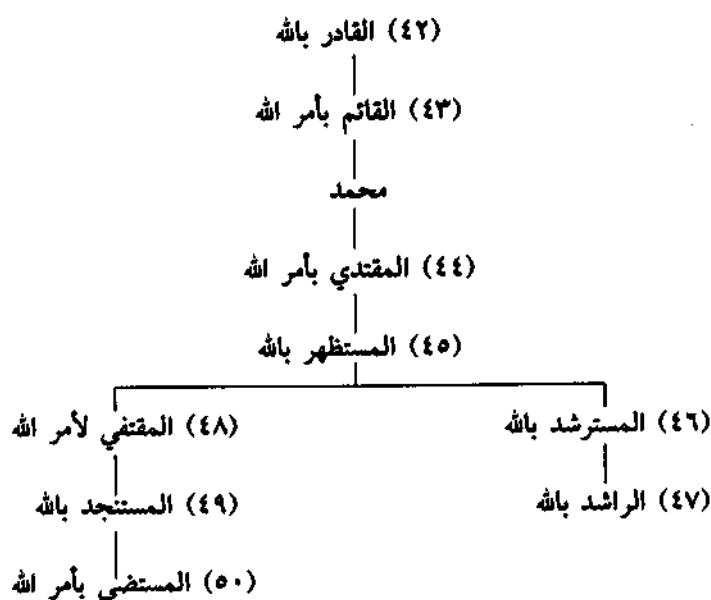 (٤٢) القادر بالله
(٤٣) القائم بأمر الله
محمد
(٤٤) المقتدي بأمر الله
(٤٥) المستظهر بالله
(٤٦) المسترشد بالله
(٤٨) المقتفي لأمر الله
(٤٧) الراشد بالله
(٤٩) المستنجد بالله
(٥٠) المستضي بأمر الله